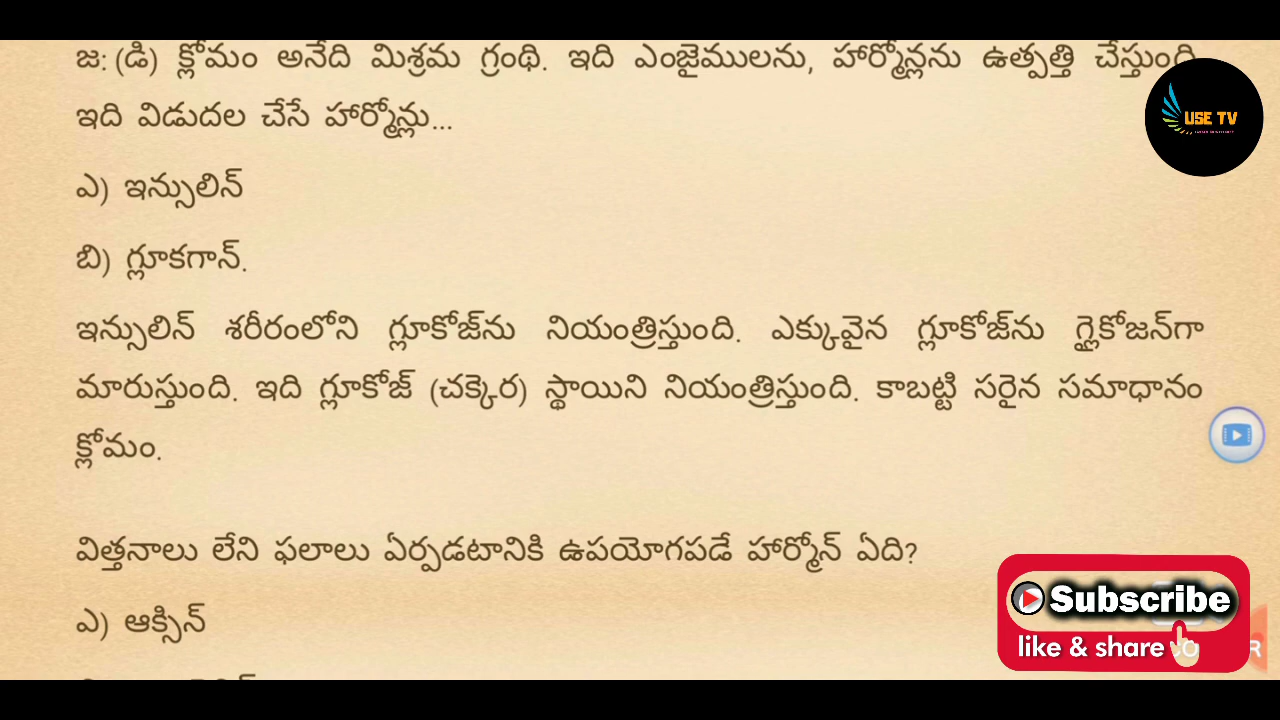 జ: (డి) క్లోమం అనేది మిశ్రమ గ్రంథి. ఇది ఎంజైములను, హార్మోన్లను ఉత్పత్తి చేస్తుంది.
ఇది విడుదల చేసే హార్మోన్లు...
USE TV
ఎ) ఇన్సులిన్
బి) గ్లూకగాన్.
ఇన్సులిన్ శరీరంలోని గ్లూకోజ్‌ను నియంత్రిస్తుంది. ఎక్కువైన గ్లూకోజ్‌ను గ్లైకోజన్‌గా
మారుస్తుంది. ఇది గ్లూకోజ్ (చక్కెర) స్థాయిని నియంత్రిస్తుంది. కాబట్టి సరైన సమాధానం
క్లోమం.
విత్తనాలు లేని ఫలాలు ఏర్పడటానికి ఉపయోగపడే హార్మోన్ ఏది?
ఎ) ఆక్సిన్
Subscribe
like & share